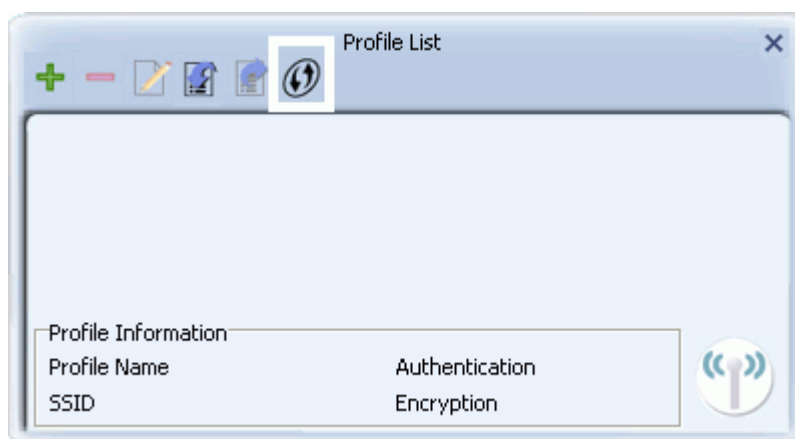 Profile List
Profile Information
Profile Name Authentication
SSID Encryption